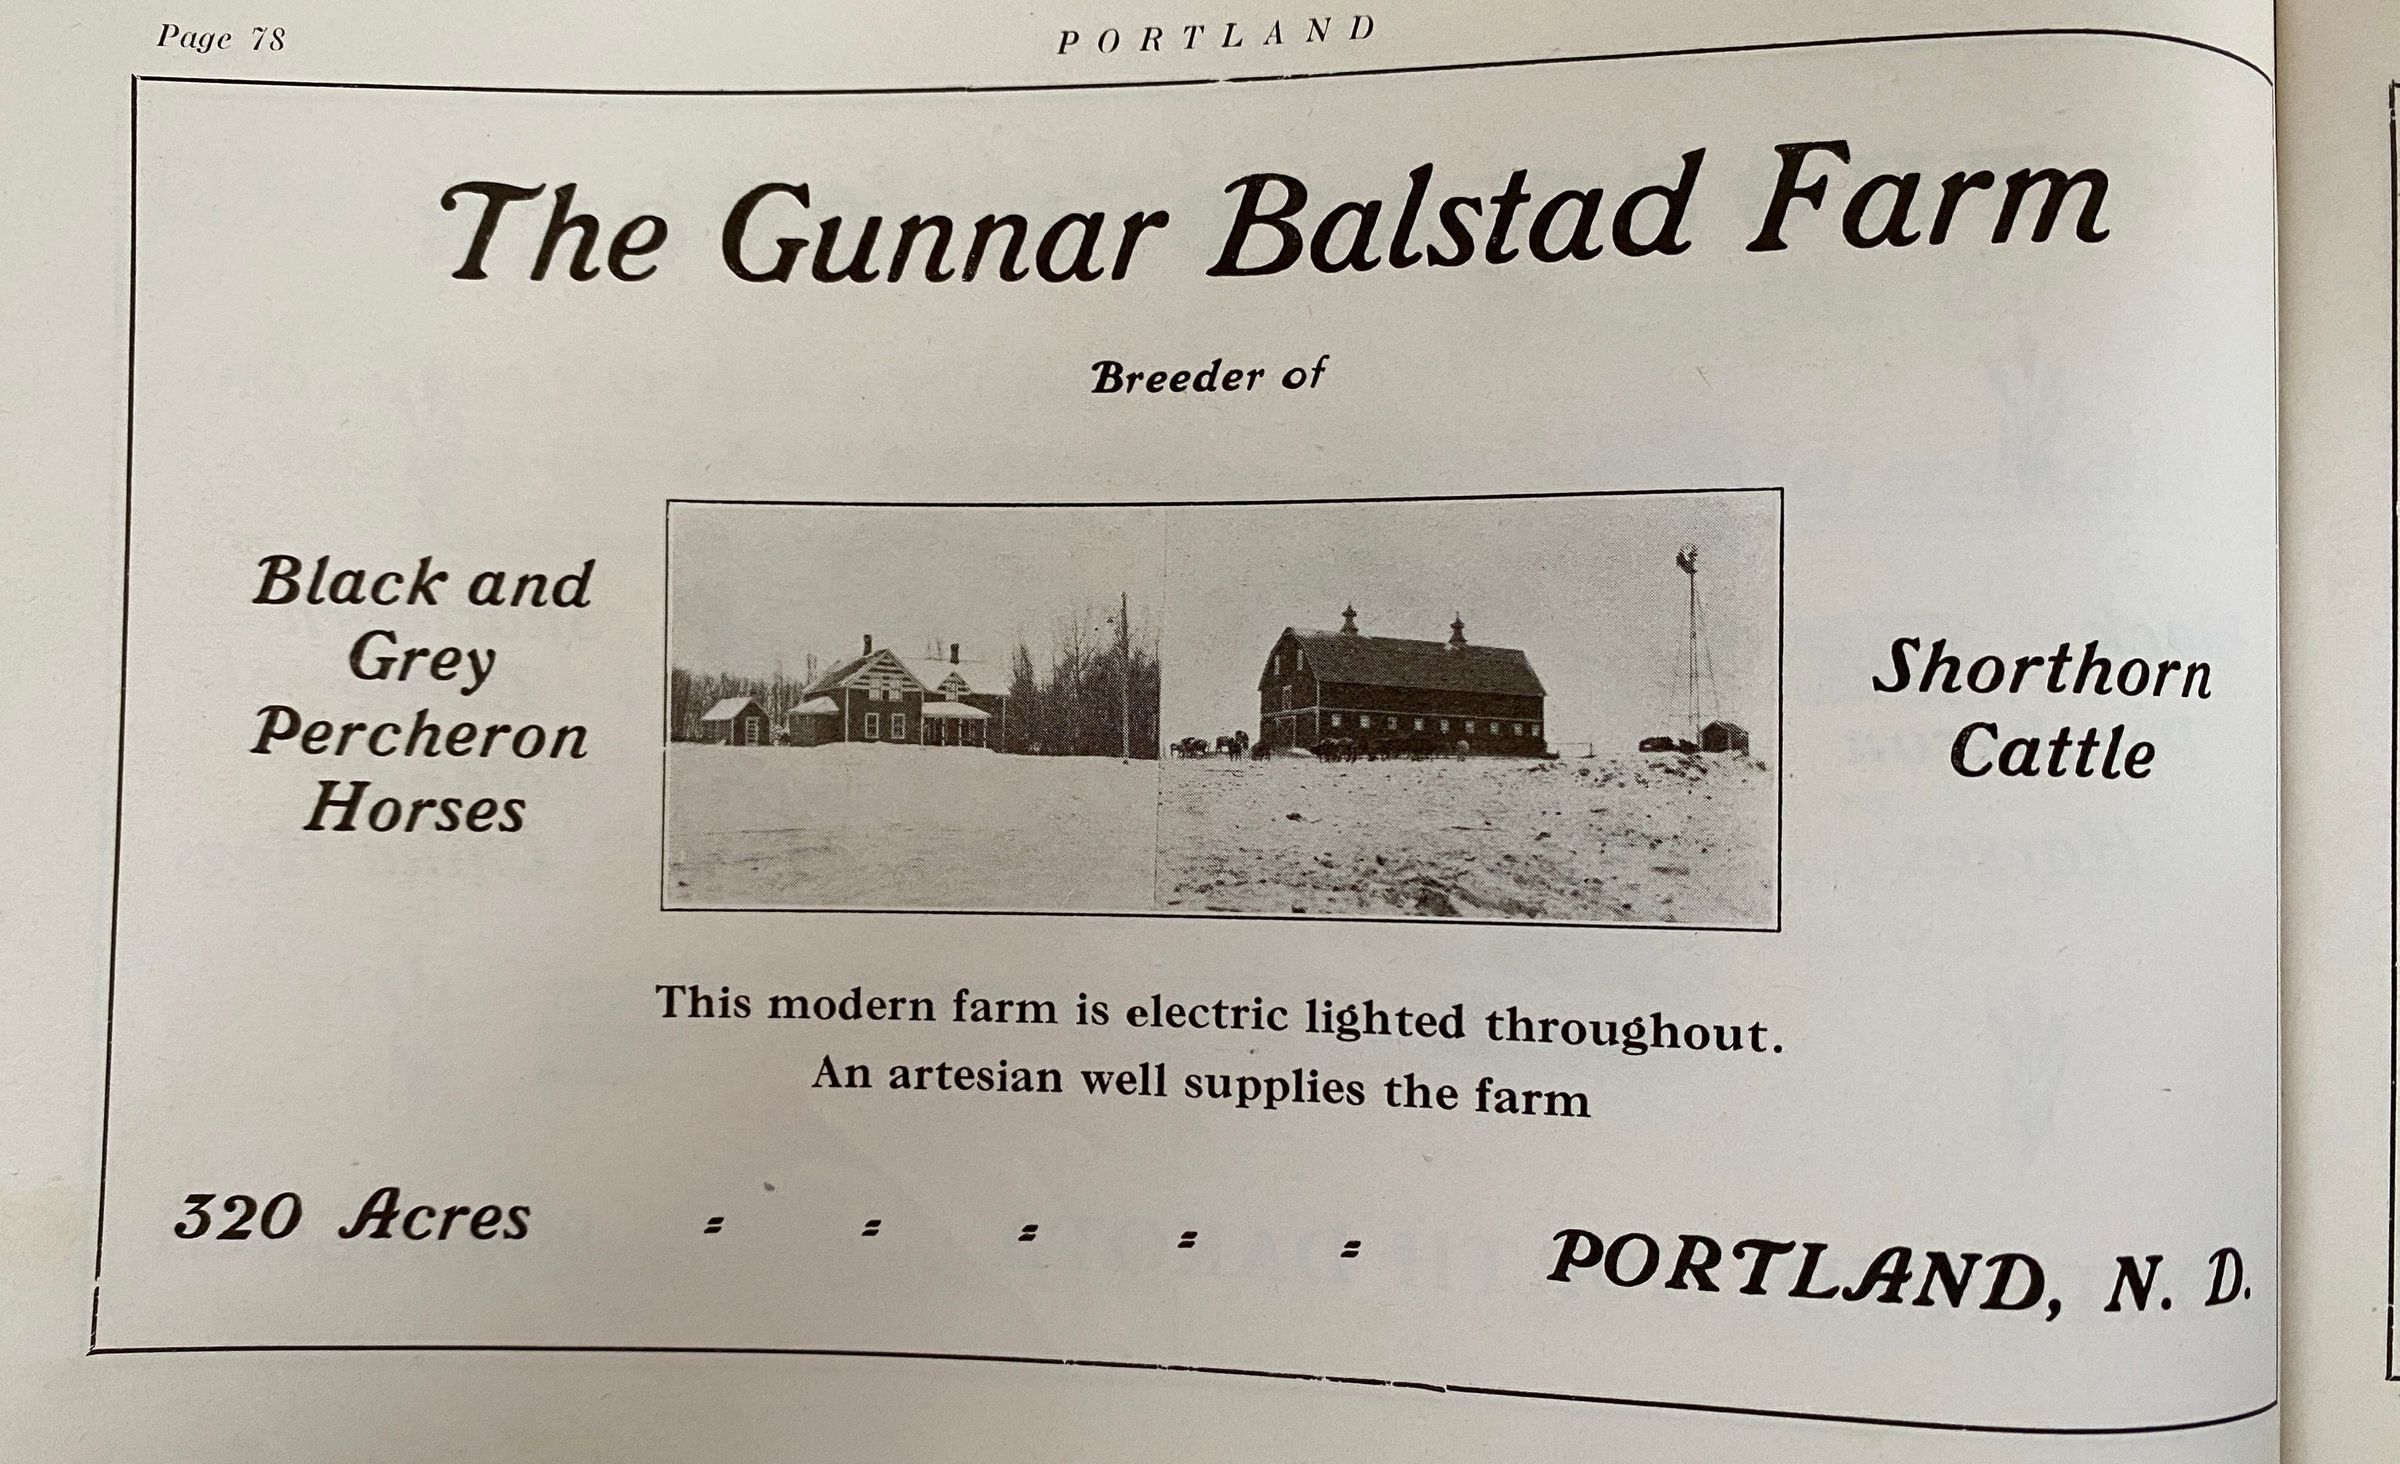 Page 78
PORTLAND
The Gunnar Balstad Farm
Breeder of
Black and
Grey
Percheron
Horses
Shorthorn
Cattle
This modern farm is electric lighted throughout.
An artesian well supplies the farm
320 Acres = = = = = PORTLAND, N. D.